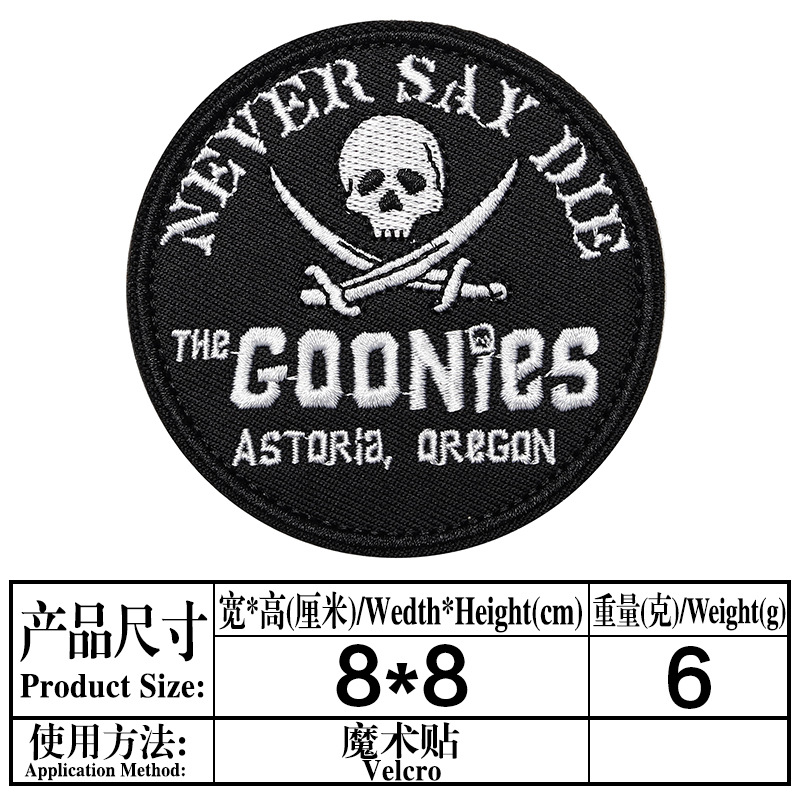 NEVER SAY DIE
THE GOONiES
ASTORia, OREGON
产品尺寸
Product Size:
宽*高(厘米)/Wedth*Height(cm)
重量(克)/Weight(g)
8*8
6
使用方法:
Application Method:
魔术贴
Velcro